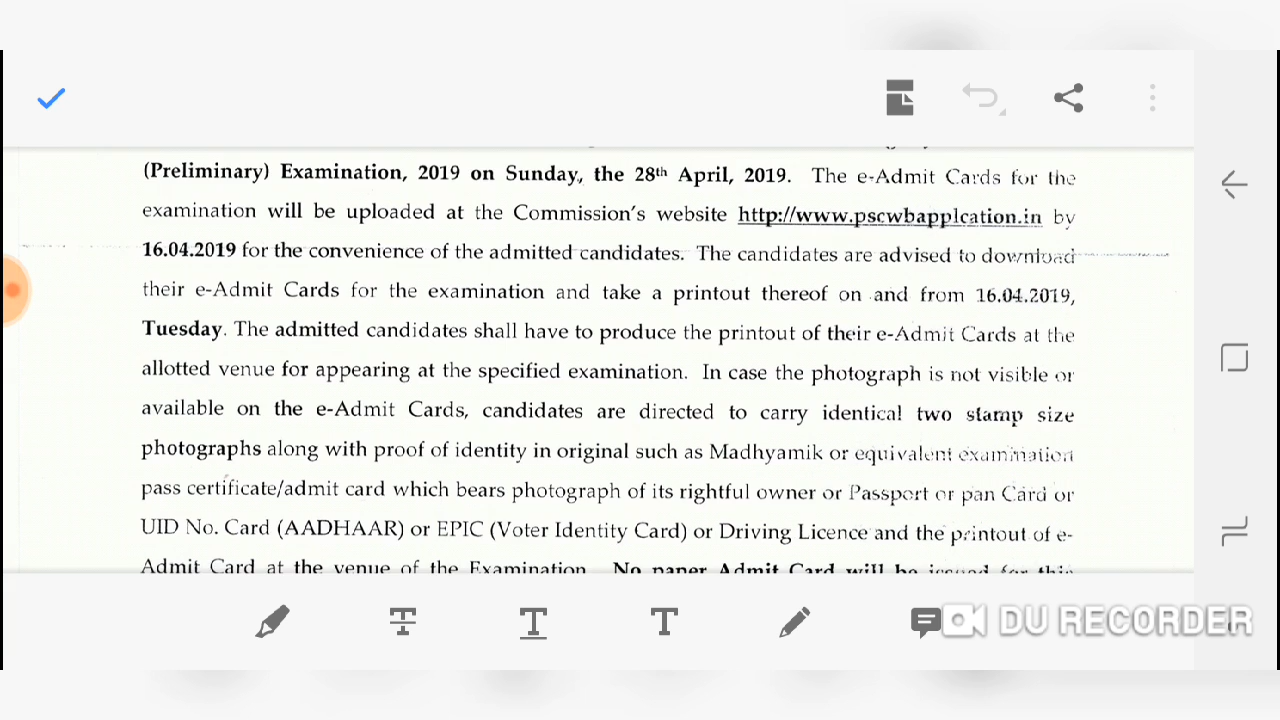 (Preliminary) Examination, 2019 on Sunday, the 28th April, 2019. The e-Admit Cards for the
examination will be uploaded at the Commission's website http://www.pscwbapplcation.in by
16.04.2019 for the convenience of the admitted candidates. The candidates are advised to download
their e-Admit Cards for the examination and take a printout thereof on and from 16.04.2019,
Tuesday. The admitted candidates shall have to produce the printout of their e-Admit Cards at the
allotted venue for appearing at the specified examination. In case the photograph is not visible or
available on the e-Admit Cards, candidates are directed to carry identical two stamp size
photographs along with proof of identity in original such as Madhyamik or equivalent examination
pass certificate/admit card which bears photograph of its rightful owner or Passport or pan Card or
UID No. Card (AADHAAR) or EPIC (Voter Identity Card) or Driving Licence and the printout of e-
Admit Card at the venue of the Examination. No paper Admit Card will be issued for this
T T T
DU RECORDER